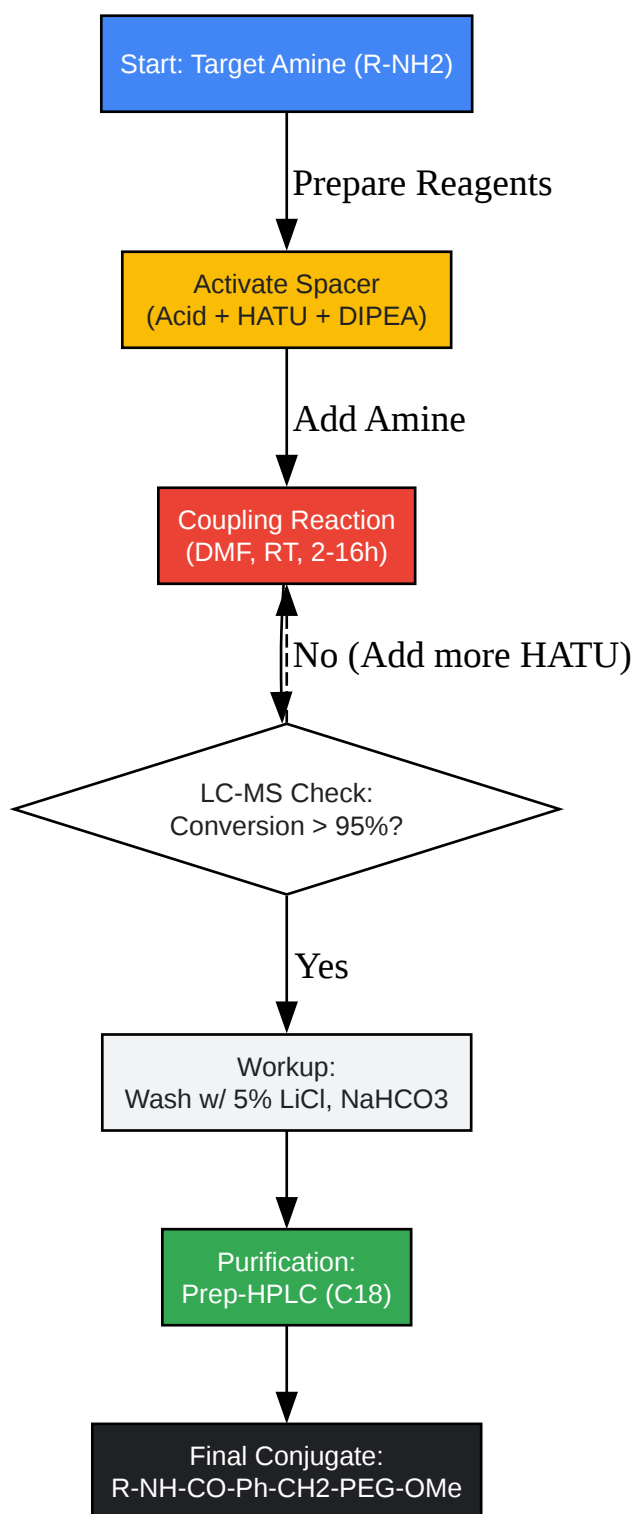 Start: Target Amine (R-NH2)
Prepare Reagents
Activate Spacer
(Acid + HATU + DIPEA)
Add Amine
Coupling Reaction
(DMF, RT, 2-16h)
No (Add more HATU)
LC-MS Check:
Conversion > 95%?
Yes
Workup:
Wash w/ 5% LiCl, NaHCO3
Purification:
Prep-HPLC (C18)
Final Conjugate:
R-NH-CO-Ph-CH2-PEG-OMe